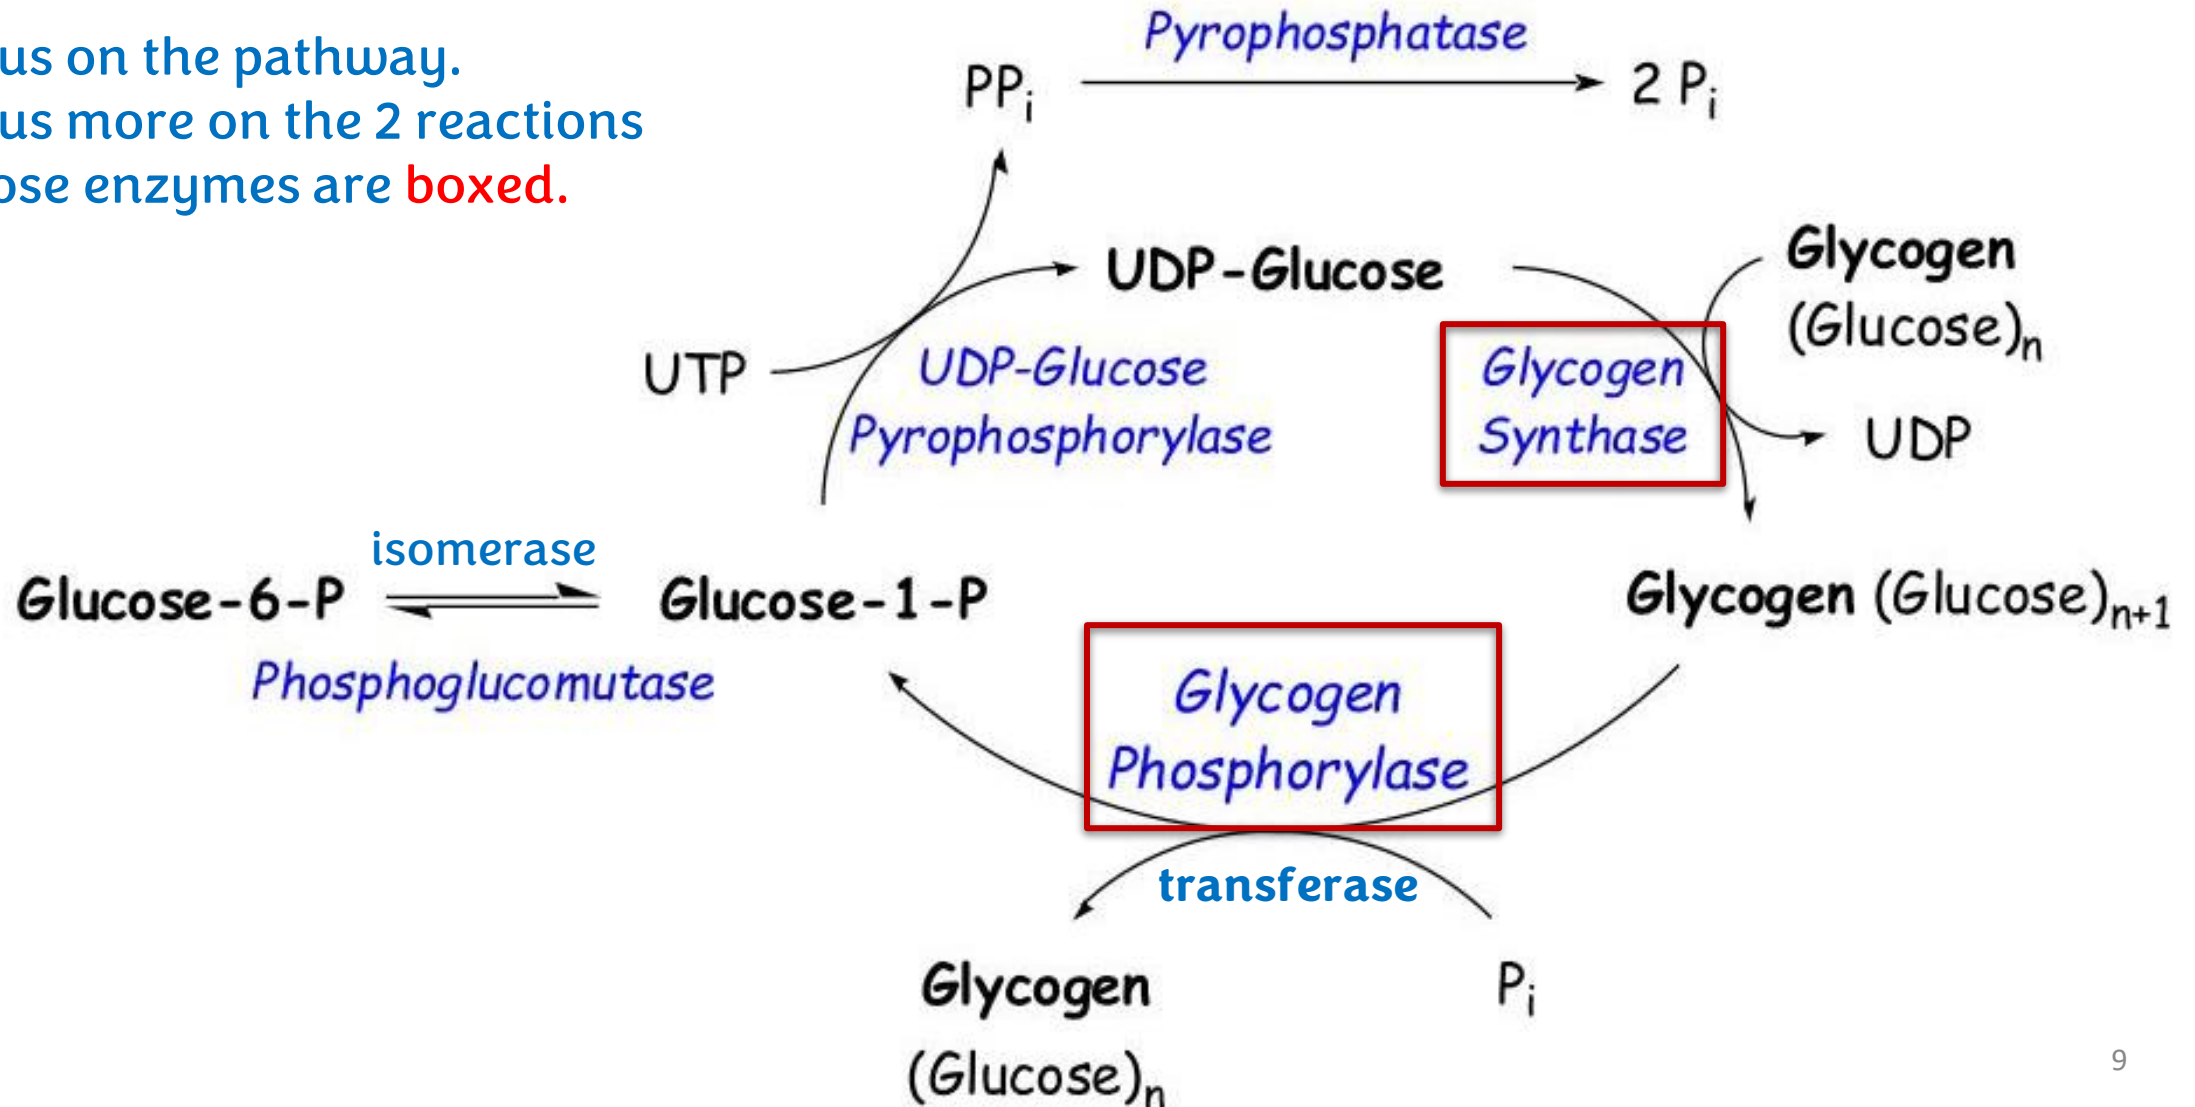 us on the pathway.
us more on the 2 reactions
ose enzymes are boxed.
Pyrophosphatase
PPi
2 Pi
UDP-Glucose
Glycogen
(Glucose)n
UTP
UDP-Glucose
Pyrophosphorylase
Glycogen
Synthase
UDP
isomerase
Glucose-6-P
Glucose-1-P
Glycogen (Glucose)n+1
Phosphoglucomutase
Glycogen
Phosphorylase
transferase
Glycogen
(Glucose)n
Pi
9